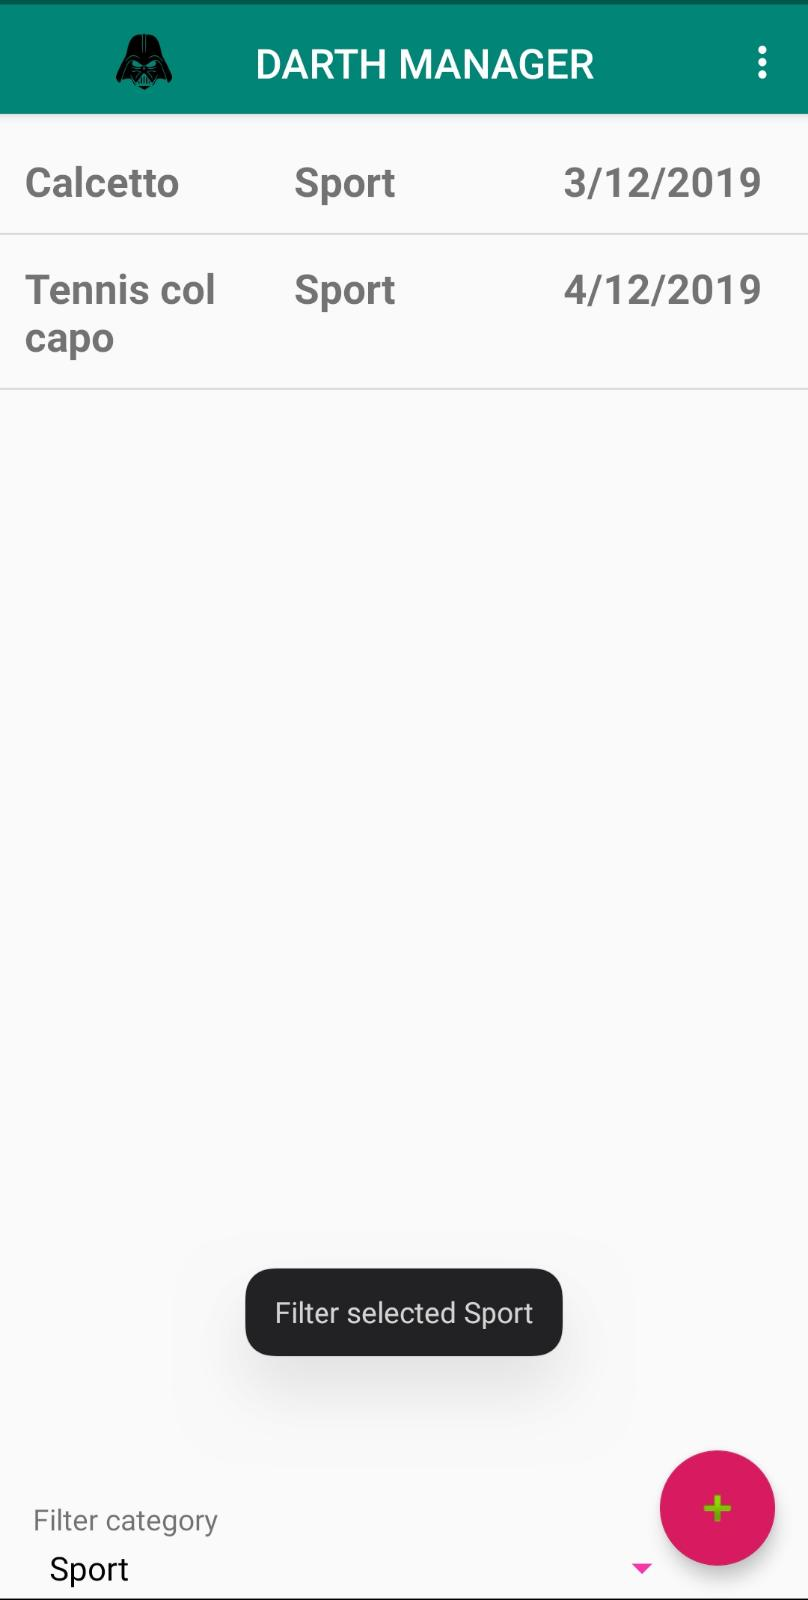 DARTH MANAGER
Calcetto Sport 3/12/2019
Tennis col Sport 4/12/2019
capo
Filter selected Sport
Filter category
Sport
+